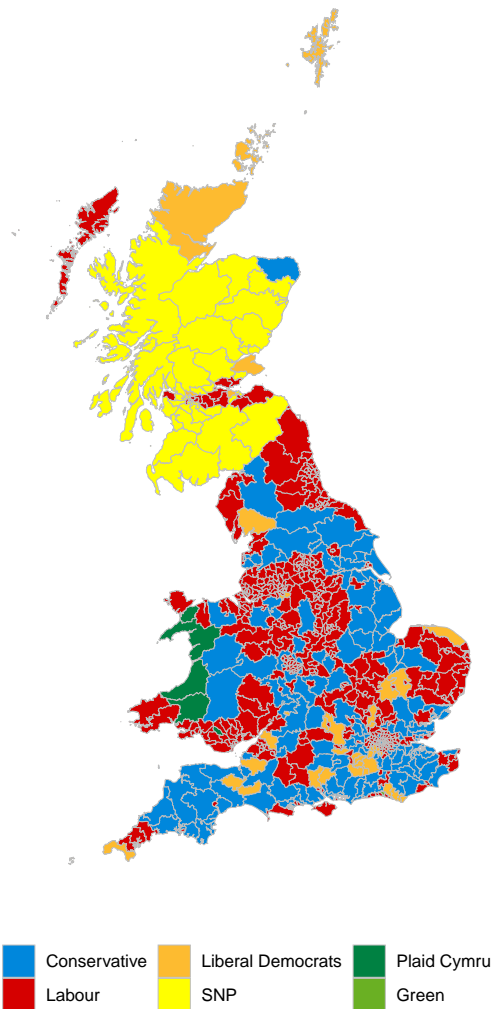 Conservative
Liberal Democrats
Plaid Cymru
Labour
SNP
Green